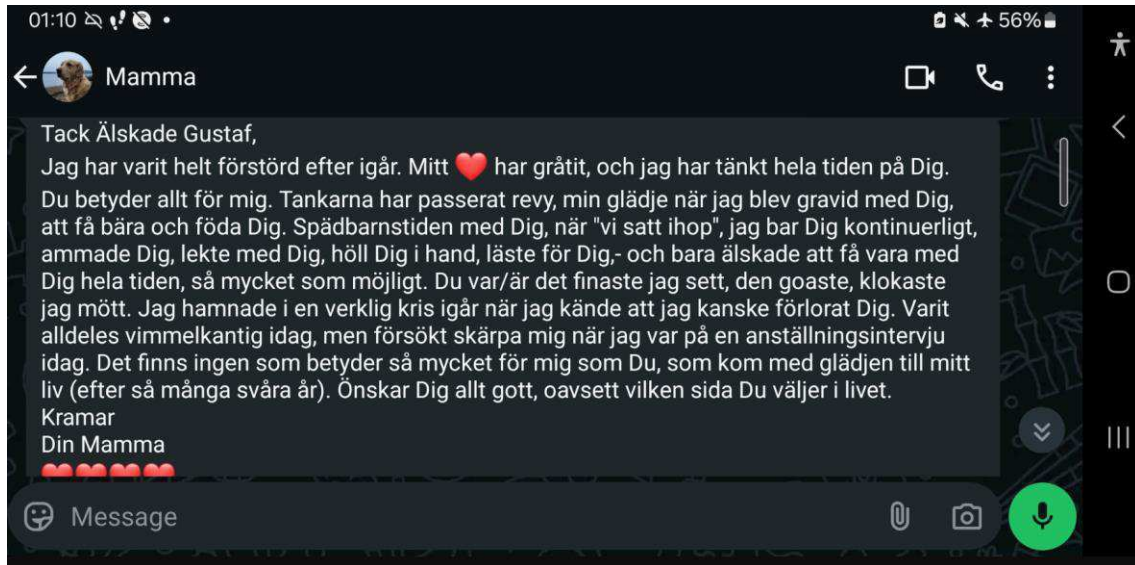 01:10
56%
Mamma
Tack Älskade Gustaf,
Jag har varit helt förstörd efter igår. Mitt ❤️ har gråtit, och jag har tänkt hela tiden på Dig.
Du betyder allt för mig. Tankarna har passerat revy, min glädje när jag blev gravid med Dig,
att få bära och föda Dig. Spädbarnstiden med Dig, när "vi satt ihop", jag bar Dig kontinuerligt,
ammade Dig, lekte med Dig, höll Dig i hand, läste för Dig,- och bara älskade att få vara med
Dig hela tiden, så mycket som möjligt. Du var/är det finaste jag sett, den goaste, klokaste
jag mött. Jag hamnade i en verklig kris igår när jag kände att jag kanske förlorat Dig. Varit
alldeles vimmelkantig idag, men försökt skärpa mig när jag var på en anställningsintervju
idag. Det finns ingen som betyder så mycket för mig som Du, som kom med glädjen till mitt
liv (efter så många svåra år). Önskar Dig allt gott, oavsett vilken sida Du väljer i livet.
Kramar
Din Mamma
❤️❤️❤️❤️
Message